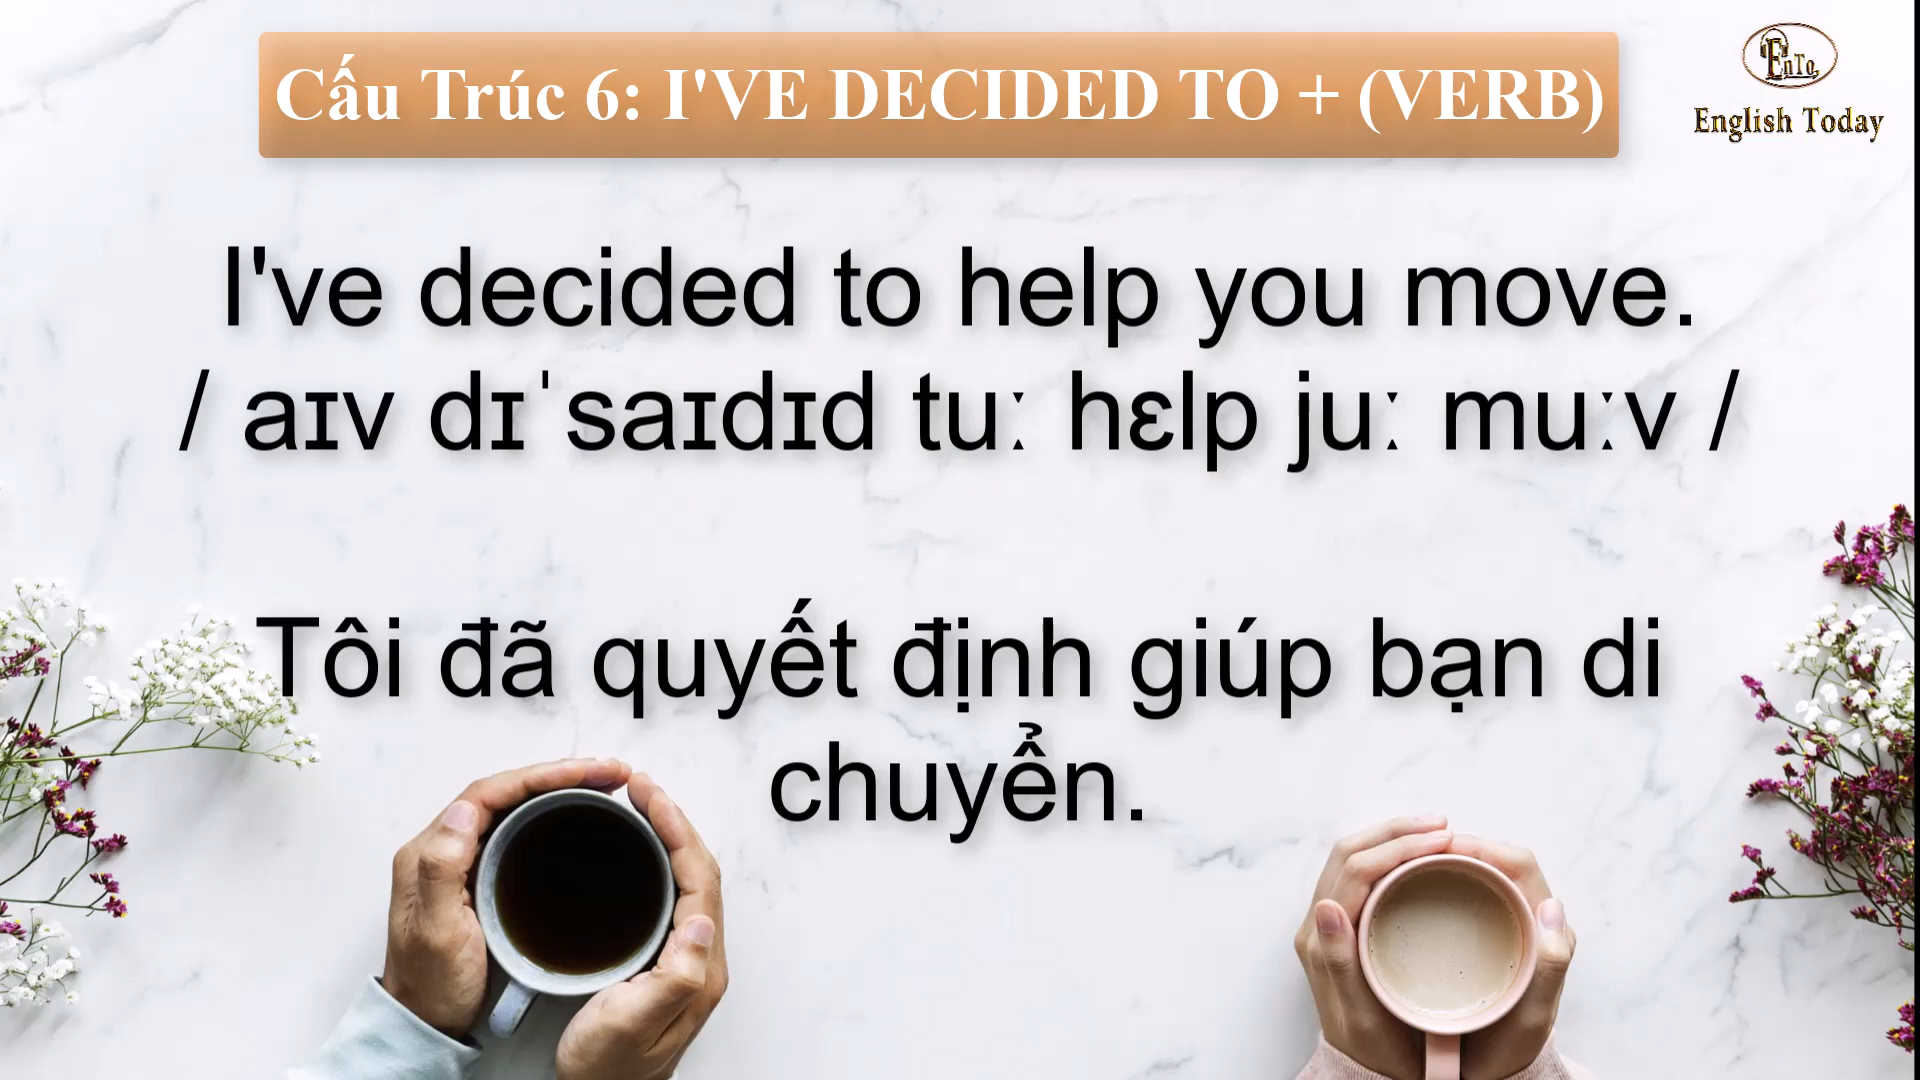 Cấu Trúc 6: I'VE DECIDED TO + (VERB)
EnTo
English Today
I've decided to help you move.
/ aɪv dɪˈsaɪdɪd tuː hɛlp juː muːv /
Tôi đã quyết định giúp bạn di
chuyển.